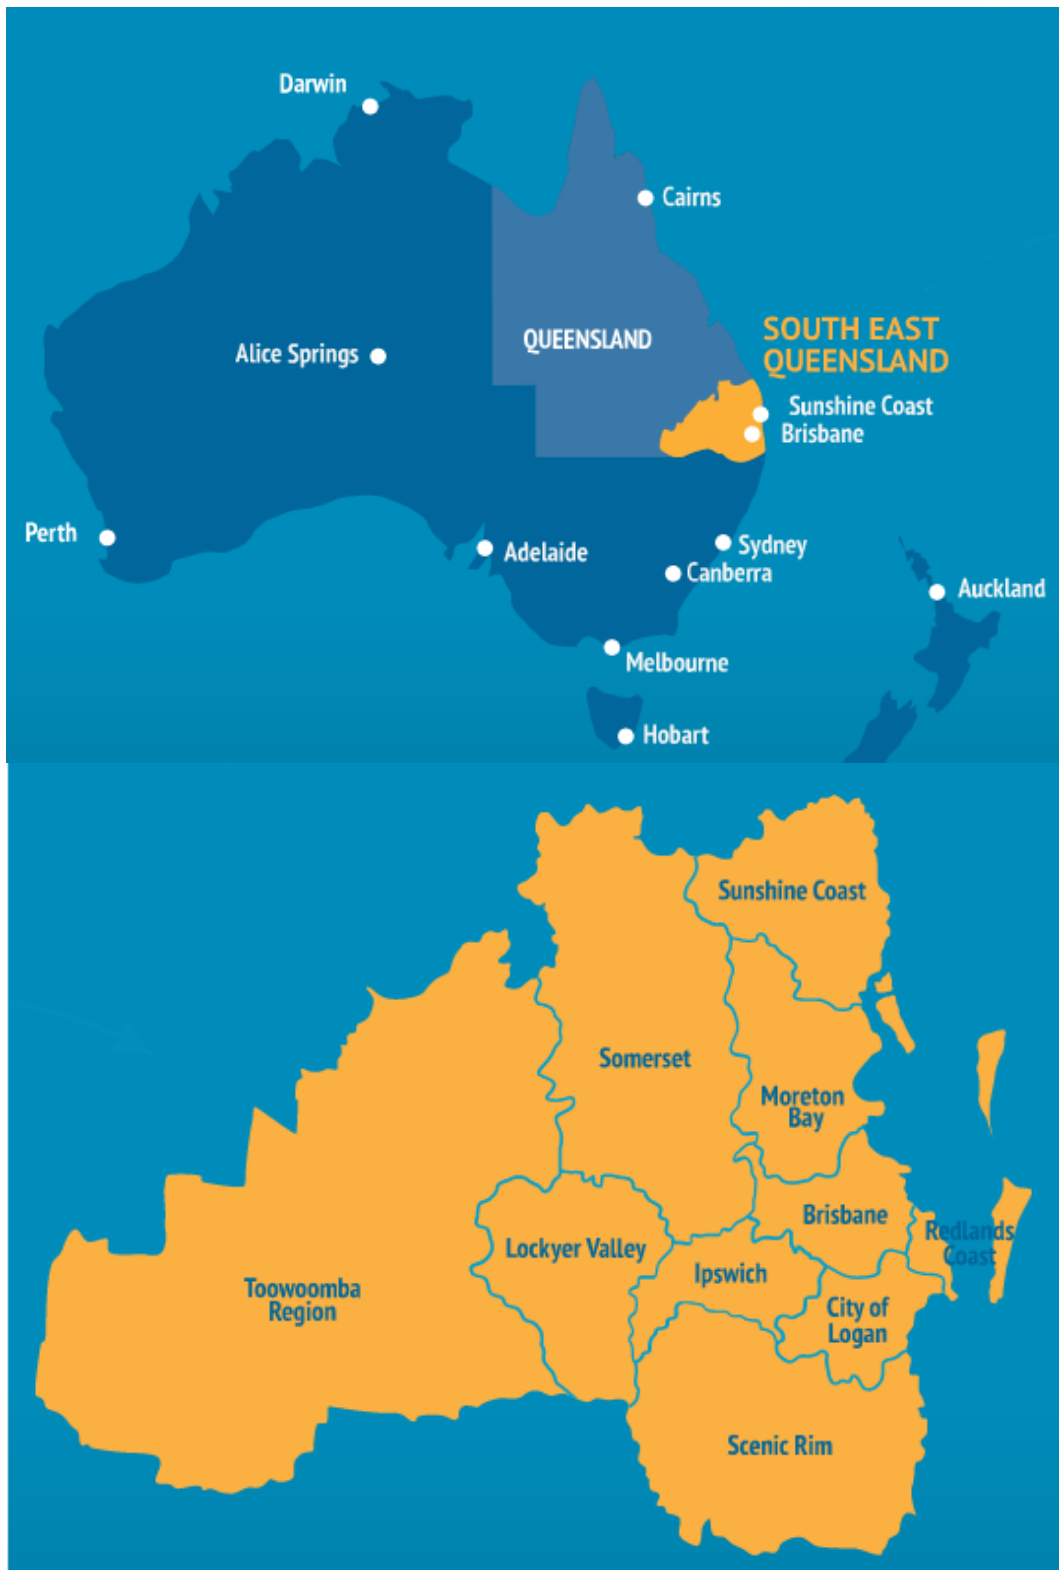 Darwin
Cairns
QUEENSLAND
SOUTH EAST
QUEENSLAND
Alice Springs
Sunshine Coast
Brisbane
Perth
Adelaide
Sydney
Canberra
Auckland
Melbourne
Hobart
Sunshine Coast
Somerset
Moreton
Bay
Brisbane
Redlands
Coast
Lockyer Valley
Ipswich
Toowoomba
Region
City of
Logan
Scenic Rim